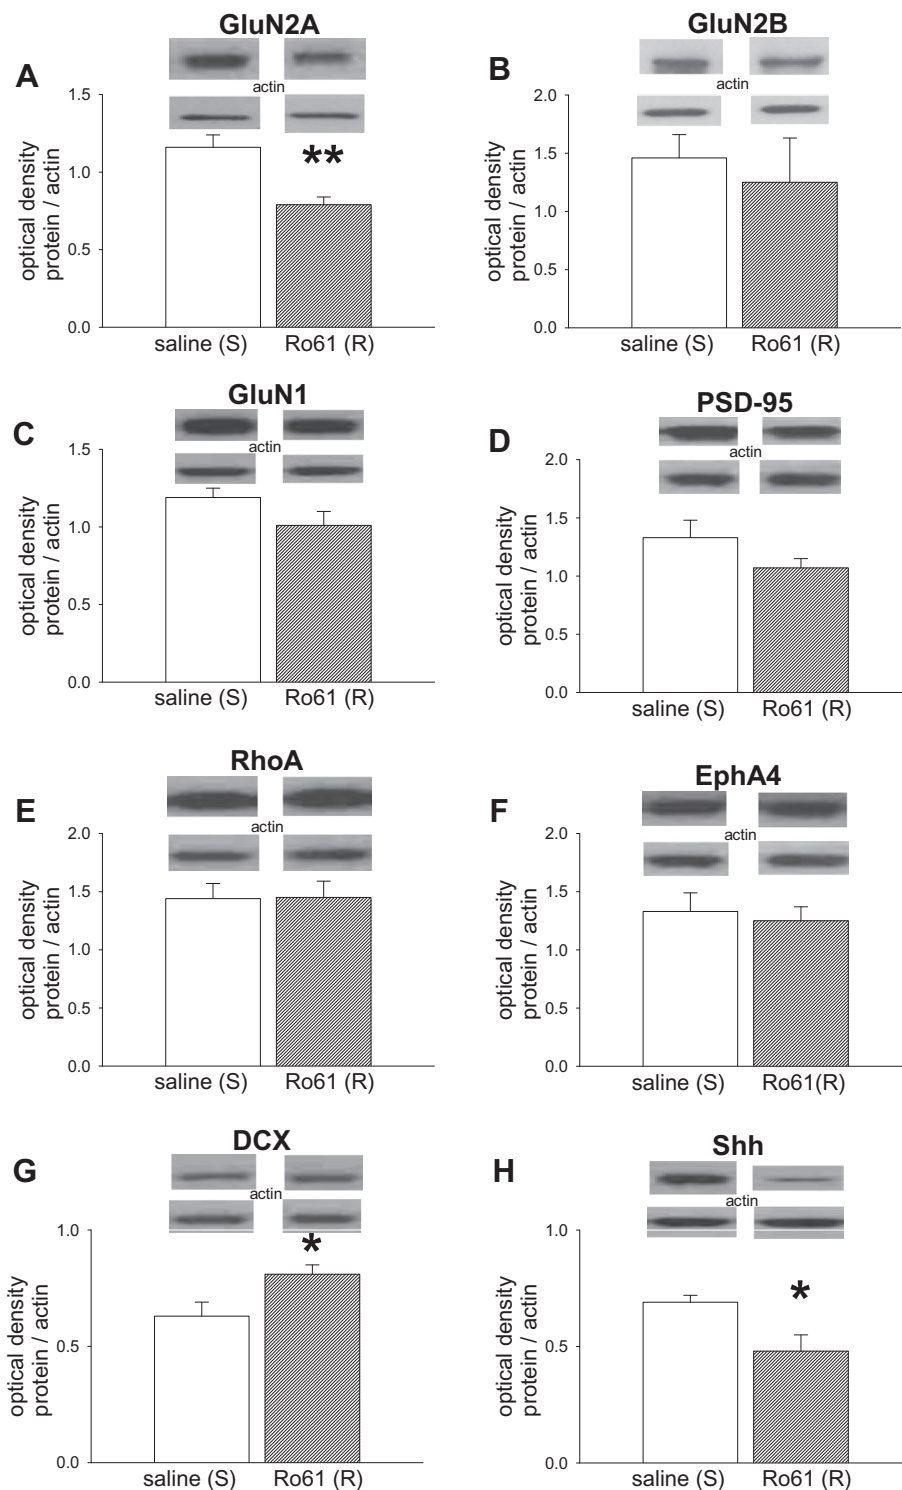 GluN2A
A
actin
1.5
1.0
0.5
0.0
optical density
protein / actin
**
saline (S) Ro61 (R)
GluN2B
B
actin
2.0
1.5
1.0
0.5
0.0
optical density
protein / actin
saline (S) Ro61 (R)
GluN1
C
actin
1.5
1.0
0.5
0.0
optical density
protein / actin
saline (S) Ro61 (R)
PSD-95
D
actin
2.0
1.5
1.0
0.5
0.0
optical density
protein / actin
saline (S) Ro61 (R)
RhoA
E
actin
2.0
1.5
1.0
0.5
0.0
optical density
protein / actin
saline (S) Ro61 (R)
EphA4
F
actin
2.0
1.5
1.0
0.5
0.0
optical density
protein / actin
saline (S) Ro61(R)
DCX
G
actin
1.0
0.5
0.0
optical density
protein / actin
*
saline (S) Ro61 (R)
Shh
H
actin
1.0
0.5
0.0
optical density
protein / actin
*
saline (S) Ro61 (R)